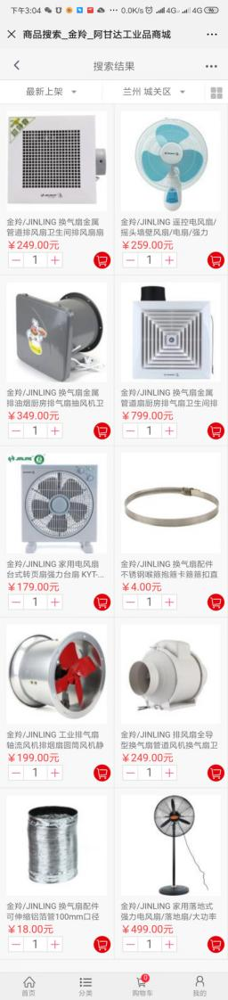 下午3:04
0.0K/s
4G
4G
96
商品搜索_金羚_阿甘达工业品商城
搜索结果
最新上架
兰州 城关区
金羚/JINLING 换气扇金属
管道排风扇卫生间排风扇扇
¥249.00元
1
金羚/JINLING 遥控电风扇/
摇头墙壁风扇/电扇/强力
¥259.00元
1
金羚/JINLING 换气扇金属
排油烟厨房排气扇抽风机卫
¥349.00元
1
金羚/JINLING 换气扇金属
管道扇厨房排气扇卫生间排
¥799.00元
1
JINLING
金羚/JINLING 家用电风扇
台式转页扇强力台扇 KYT-...
¥179.00元
1
金羚/JINLING 换气扇配件
不锈钢喉箍抱箍卡箍箍扣直
¥4.00元
1
金羚/JINLING 工业排气扇
轴流风机排烟扇圆筒风机静
¥199.00元
1
金羚/JINLING 排风扇全导
型换气扇管道风机换气扇卫
¥249.00元
1
金羚/JINLING 换气扇配件
可伸缩铝箔管100mm口径
¥18.00元
1
金羚/JINLING 家用落地式
强力电风扇/落地扇/大功率
¥499.00元
1
首页
分类
0
购物车
我的